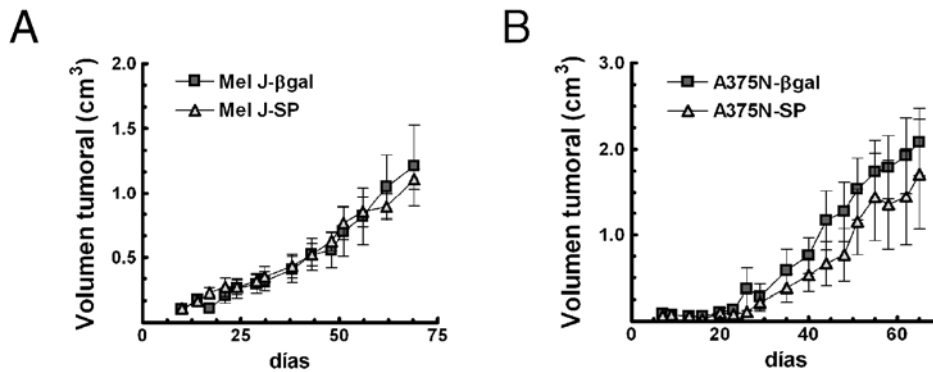 A
Volumen tumoral (cm³)
2.0
1.5
1.0
0.5
0
25
50
75
días
Mel J-βgal
Mel J-SP
B
Volumen tumoral (cm³)
3.0
2.0
1.0
0
20
40
60
días
A375N-βgal
A375N-SP